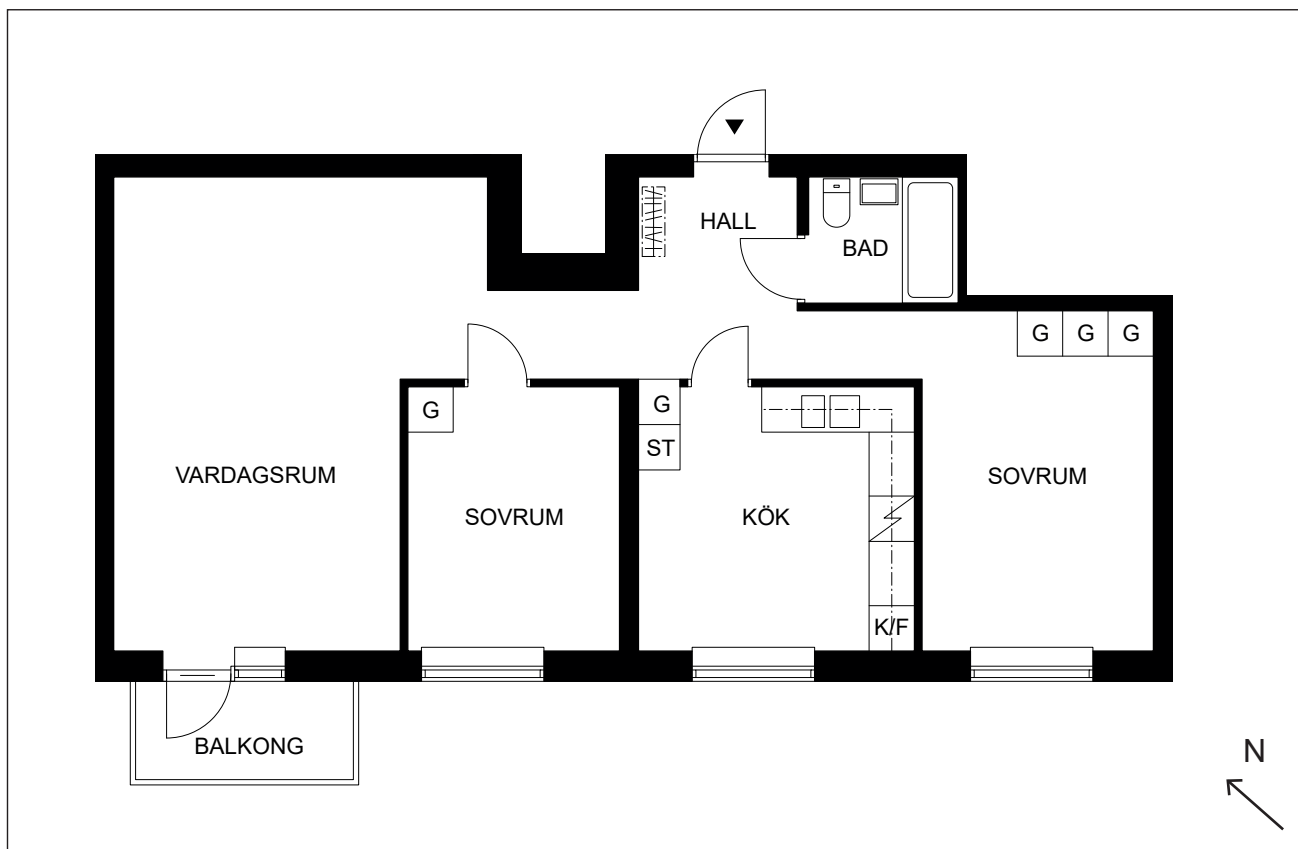 HALL
BAD
G G G
G
G
ST
VARDAGSRUM
SOVRUM
KÖK
SOVRUM
K/F
BALKONG
N